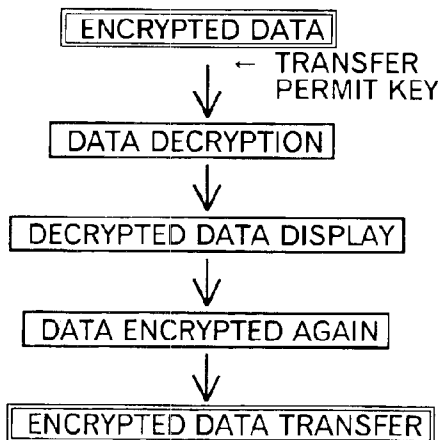 ENCRYPTED DATA
← TRANSFER
PERMIT KEY
DATA DECRYPTION
DECRYPTED DATA DISPLAY
DATA ENCRYPTED AGAIN
ENCRYPTED DATA TRANSFER